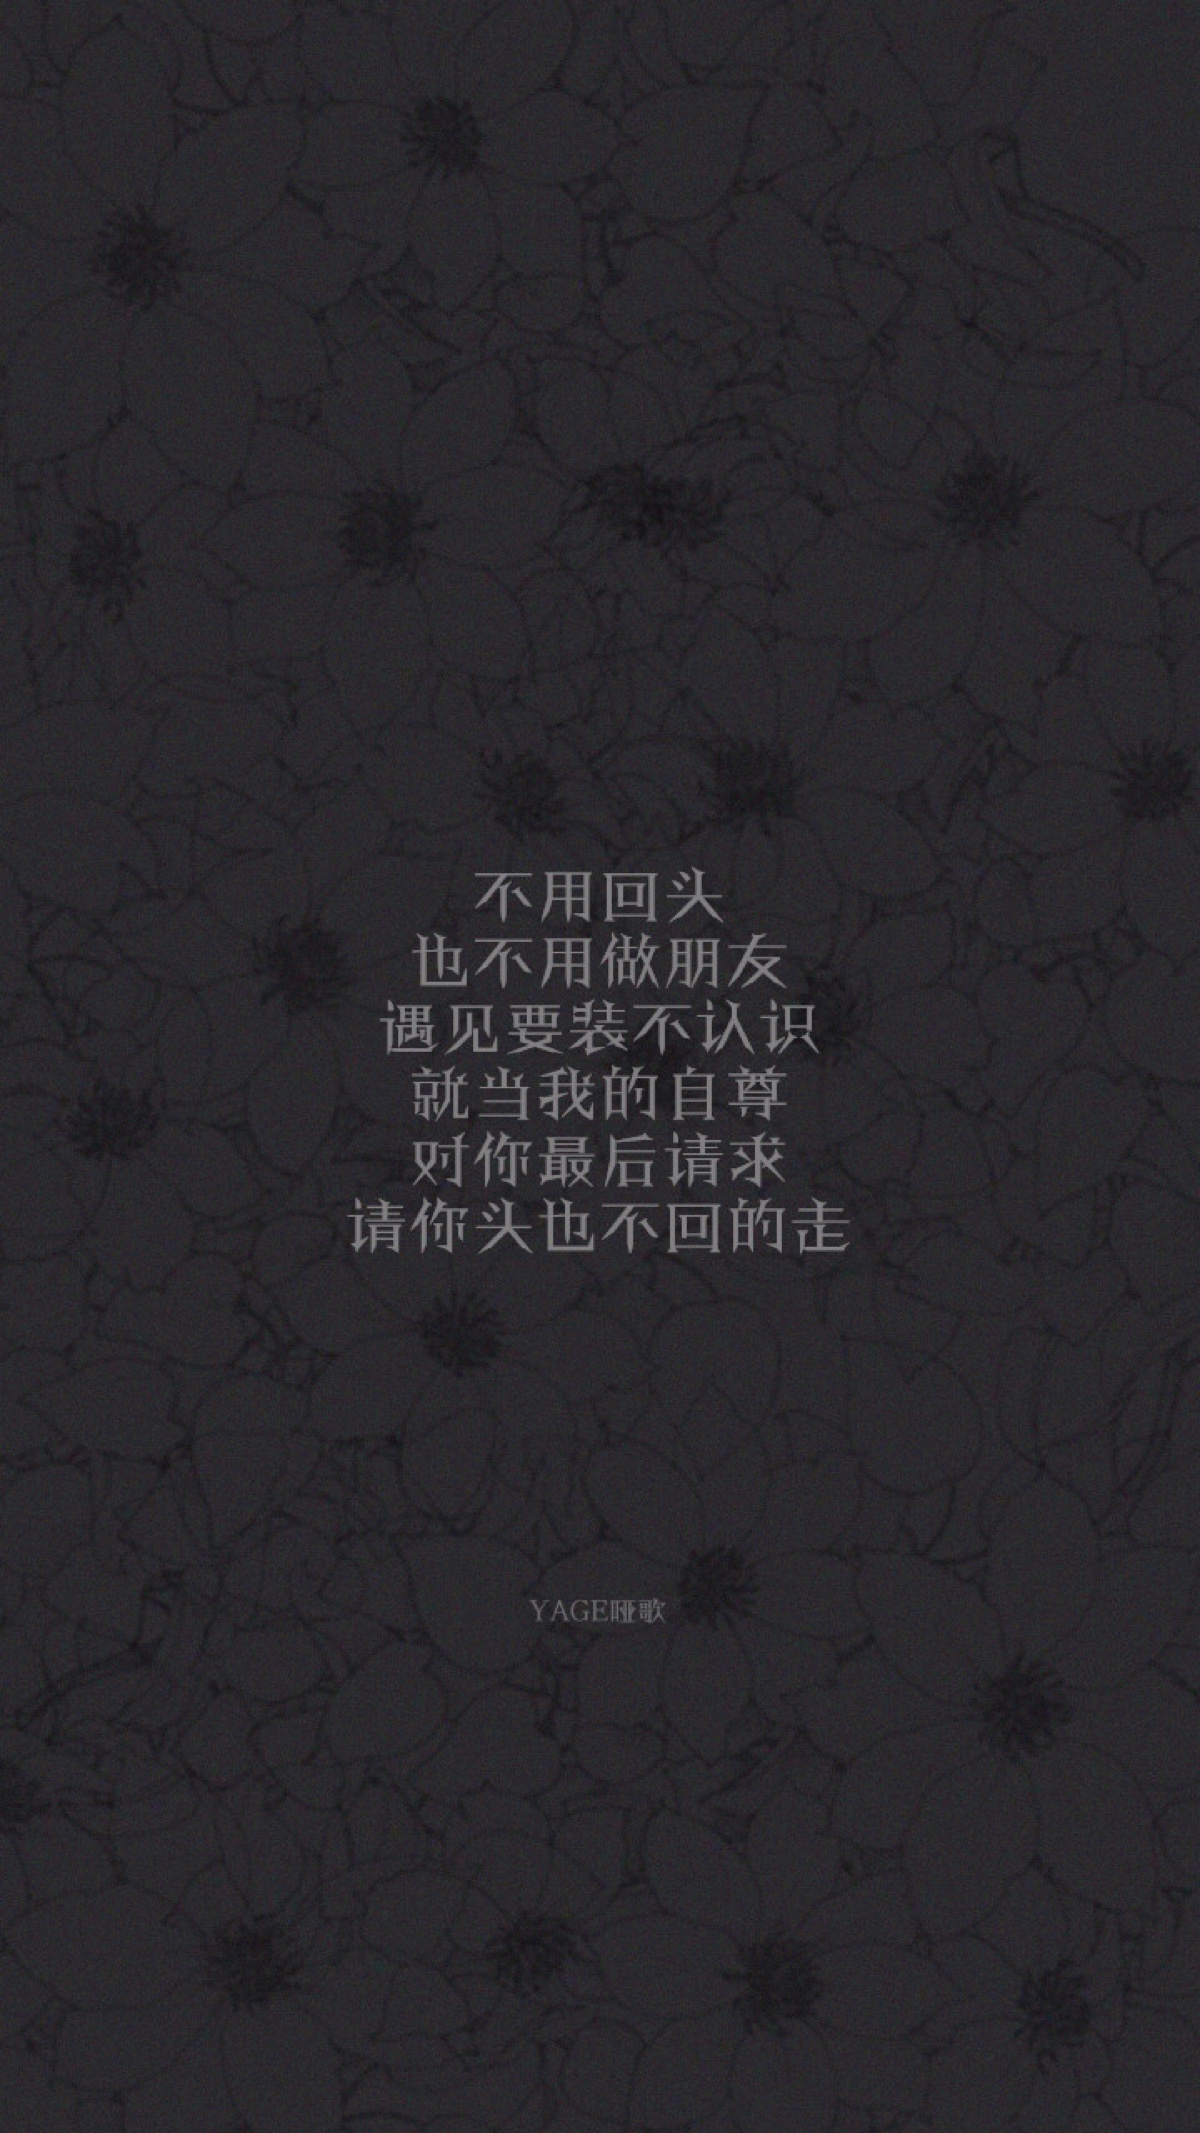 不用回头
也不用做朋友
遇见要装不认识
就当我的自尊
对你最后请求
请你头也不回的走
YAGE哑歌